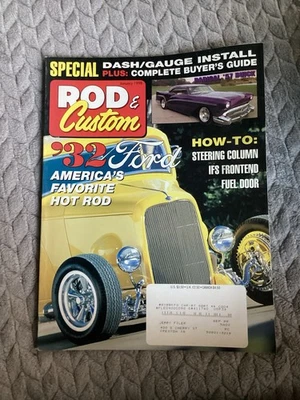 SPECIAL DASH/GAUGE INSTALL
PLUS: COMPLETE BUYER'S GUIDE
ROD &
Custom
'32 Ford
AMERICA'S
FAVORITE
HOT ROD
HOW-TO:
STEERING COLUMN
IFS FRONTEND
FUEL DOOR